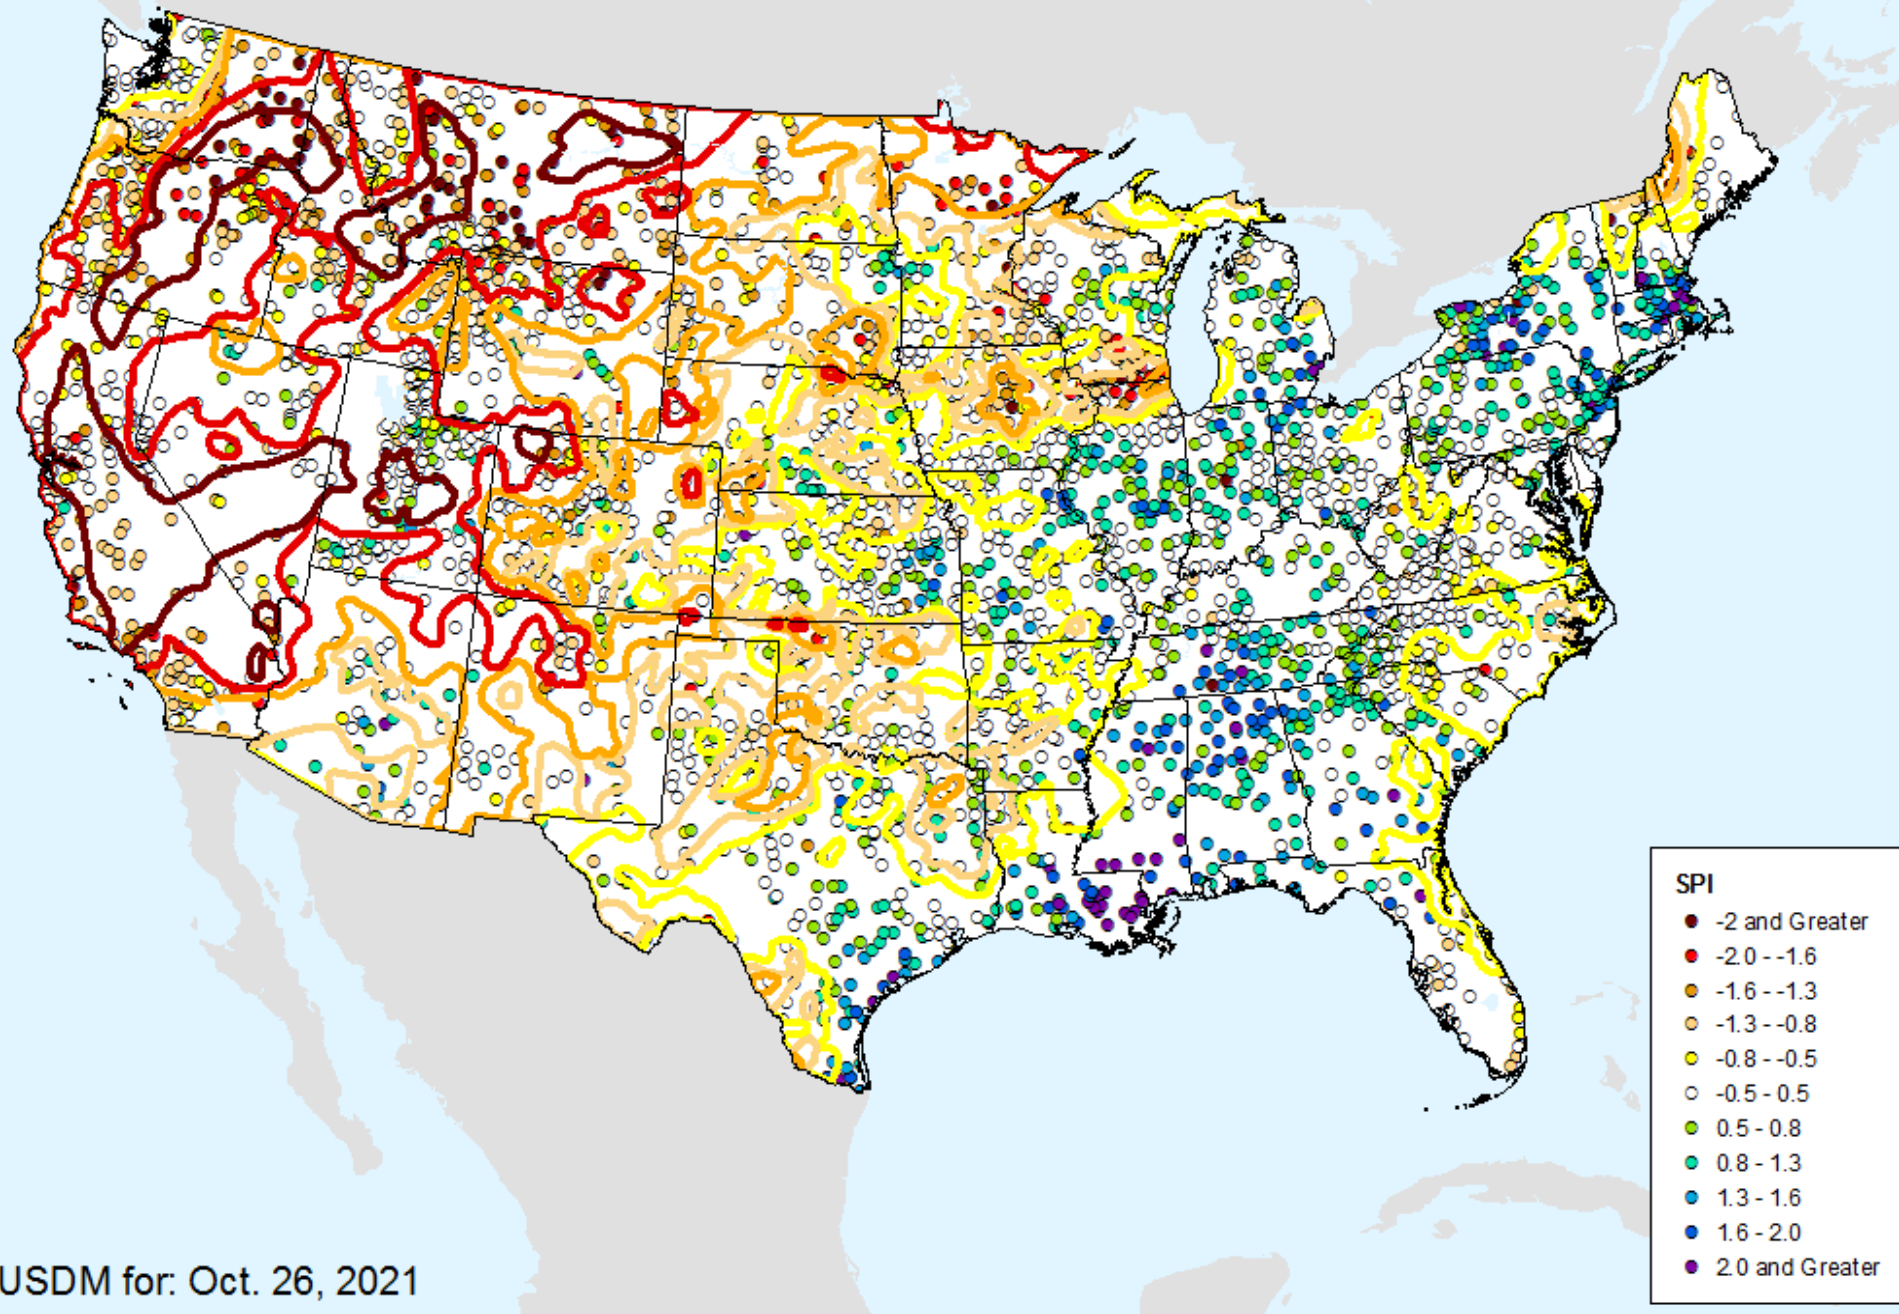 SPI
-2 and Greater
-2.0 - -1.6
-1.6 - -1.3
-1.3 - -0.8
-0.8 - -0.5
-0.5 - 0.5
0.5 - 0.8
0.8 - 1.3
1.3 - 1.6
1.6 - 2.0
2.0 and Greater
USDM for: Oct. 26, 2021